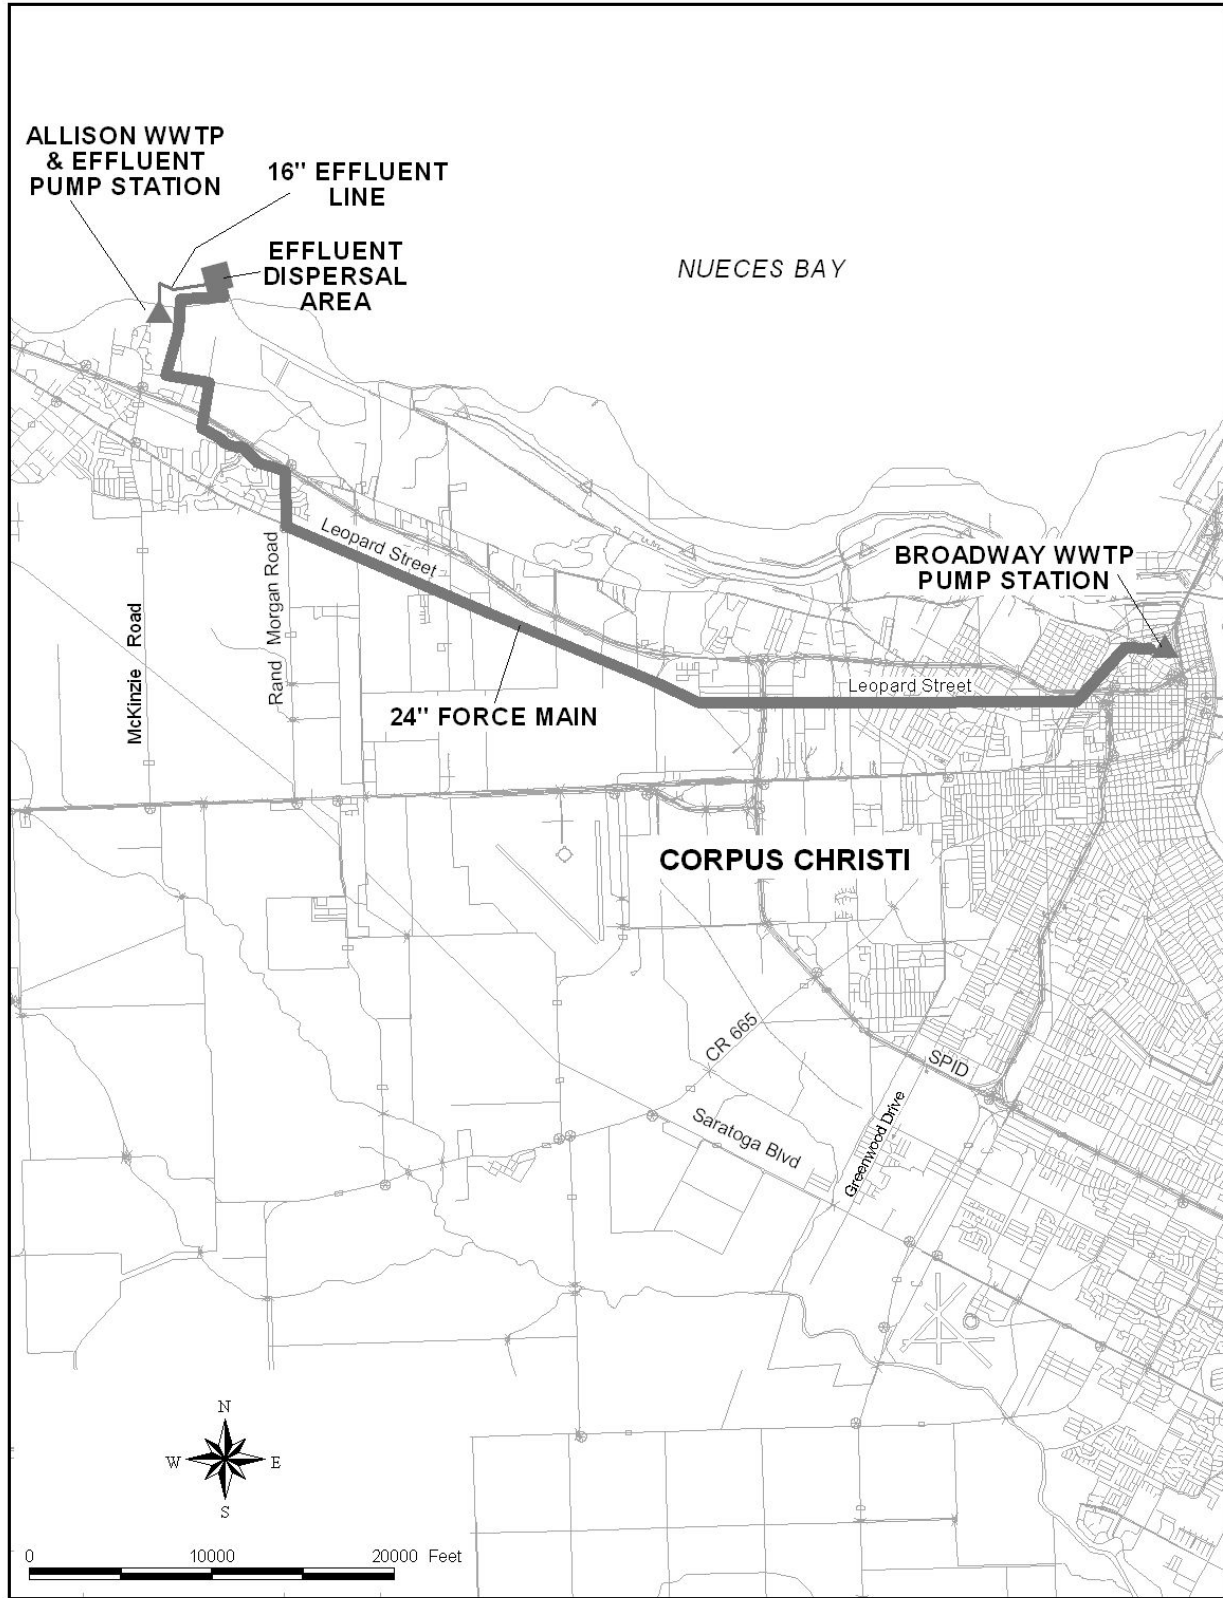 ALLISON WWTP
& EFFLUENT
PUMP STATION
16" EFFLUENT
LINE
EFFLUENT
DISPERSAL
AREA
NUECES BAY
BROADWAY WWTP
PUMP STATION
Leopard Street
Rand Morgan Road
McKinzie Road
Leopard Street
24" FORCE MAIN
CORPUS CHRISTI
CR 665
SPID
Saratoga Blvd
Greenwood Drive
N
W E
S
0 10000 20000 Feet